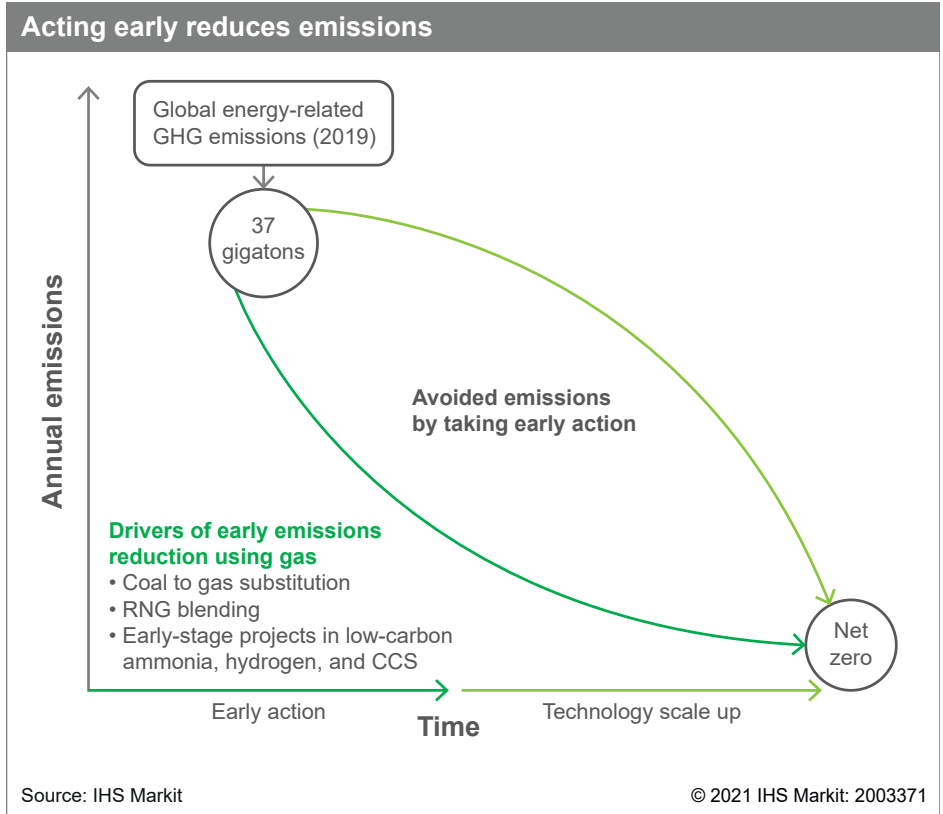 Acting early reduces emissions
Global energy-related
GHG emissions (2019)
37
gigatons
Annual emissions
Avoided emissions
by taking early action
Drivers of early emissions
reduction using gas
• Coal to gas substitution
• RNG blending
• Early-stage projects in low-carbon
ammonia, hydrogen, and CCS
Net
zero
Early action
Technology scale up
Time
Source: IHS Markit
© 2021 IHS Markit: 2003371